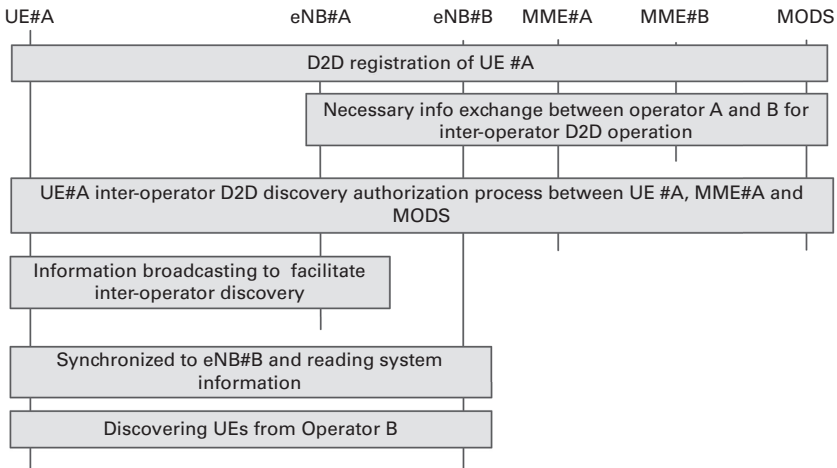 UE#A eNB#A eNB#B MME#A MME#B MODS
D2D registration of UE #A
Necessary info exchange between operator A and B for
inter-operator D2D operation
UE#A inter-operator D2D discovery authorization process between UE #A, MME#A and
MODS
Information broadcasting to facilitate
inter-operator discovery
Synchronized to eNB#B and reading system
information
Discovering UEs from Operator B